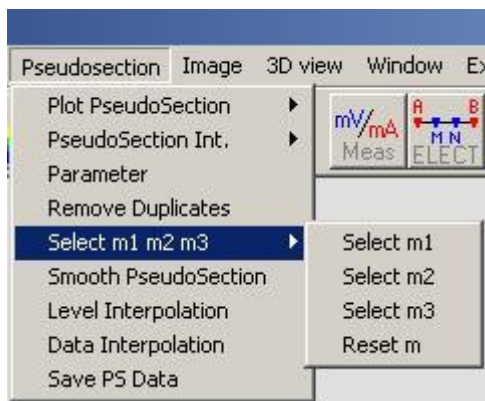 Pseudosection Image 3D view Window
Plot PseudoSection
PseudoSection Int.
Parameter
Remove Duplicates
Select m1 m2 m3
Smooth PseudoSection
Level Interpolation
Data Interpolation
Save PS Data
Select m1
Select m2
Select m3
Reset m
mV/mA
Meas
A B
M N
ELECT